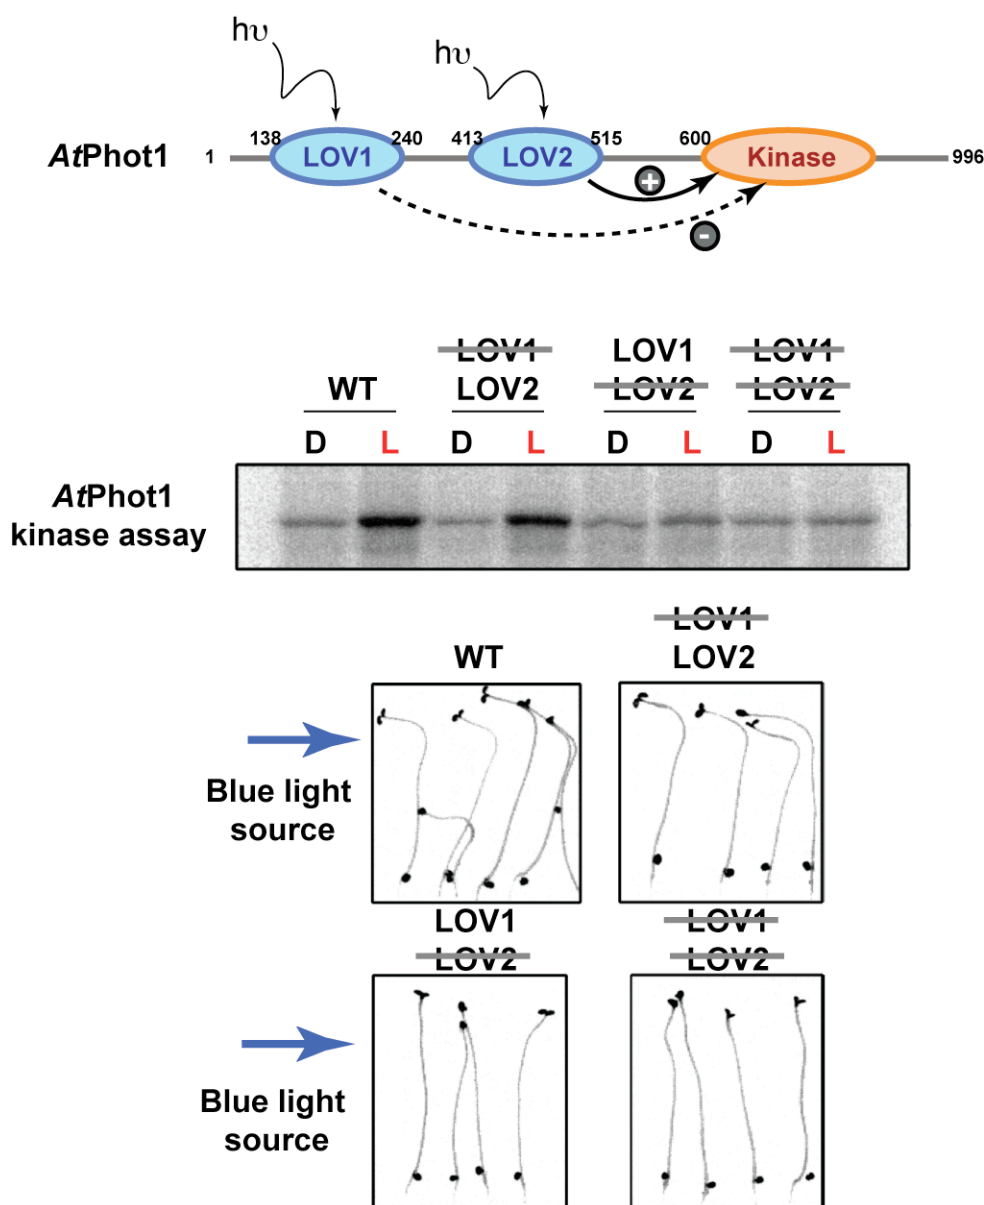 hυ
hυ
AtPhot1 1 138 LOV1 240 413 LOV2 515 600 Kinase 996
+
-
LOV1 LOV1 LOV1
WT LOV2 LOV2 LOV2
D L D L D L D L
AtPhot1
kinase assay
LOV1
WT LOV2
Blue light
source
LOV1 LOV1
LOV2 LOV2
Blue light
source